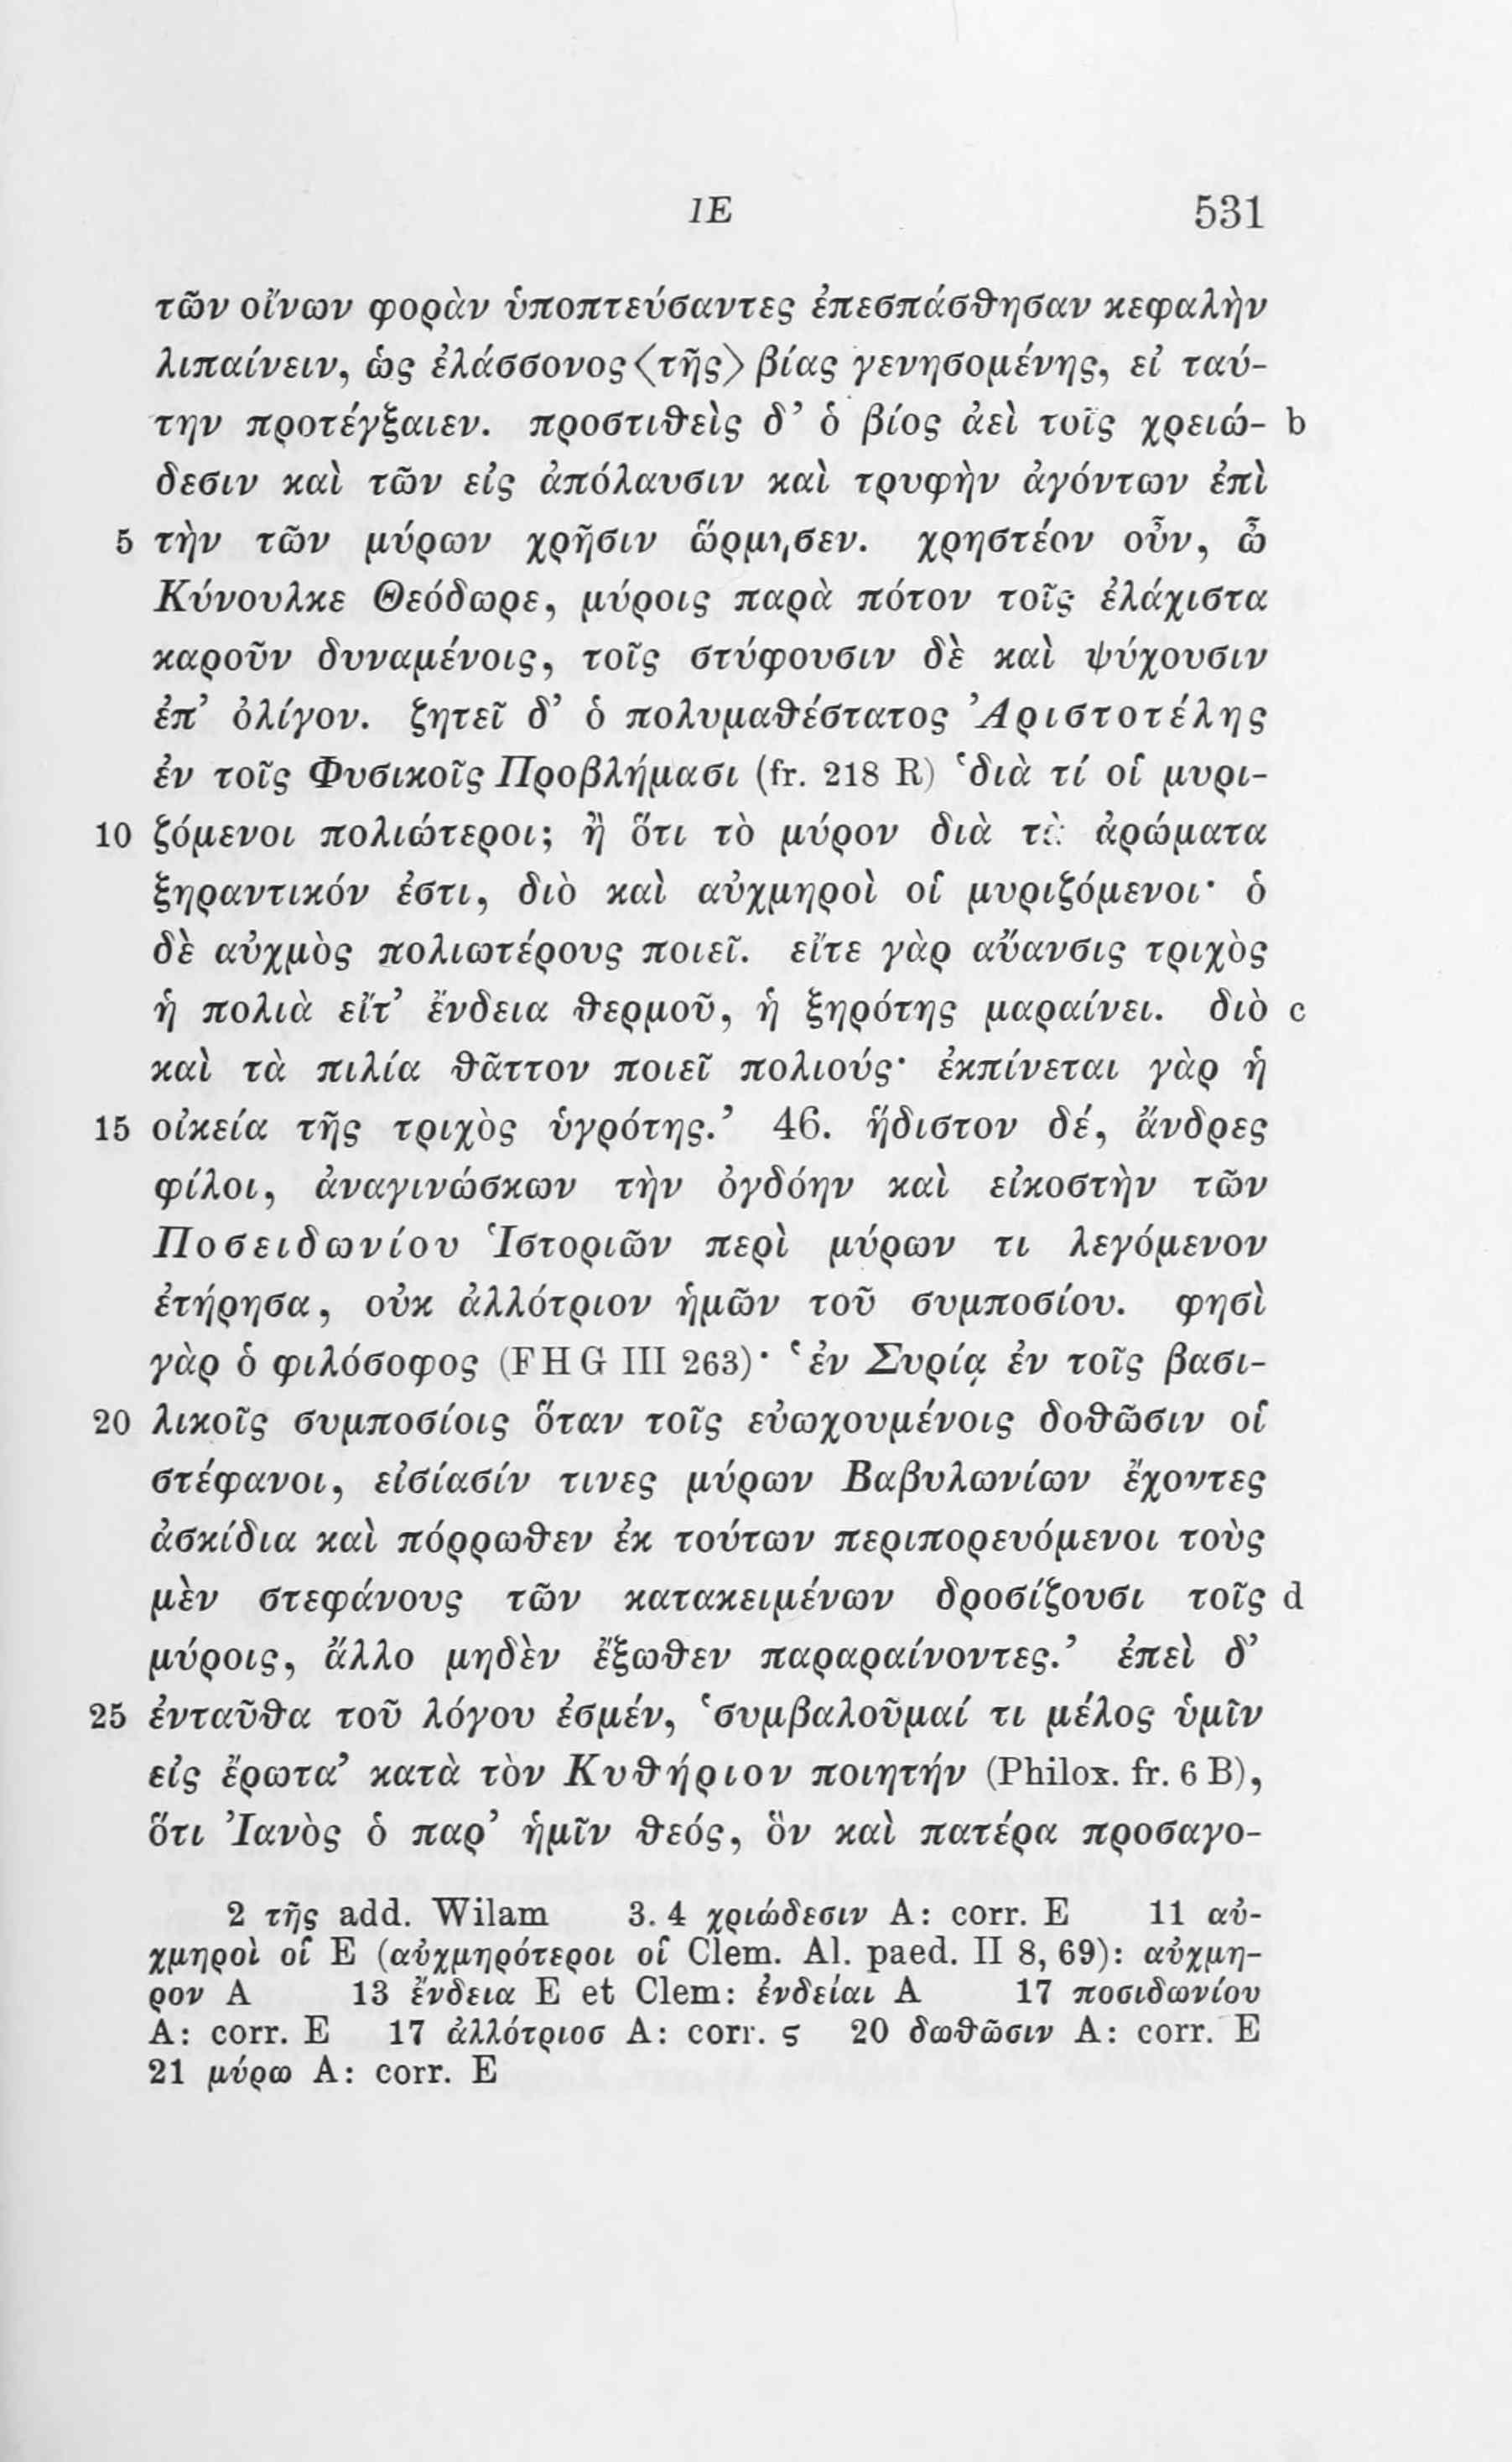 ΙΕ 531
τῶν οἴνων φορὰν ὑποπτεύσαντες ἐπεσπάσθησαν κεφαλὴν
λιπαίνειν, ὡς ἐλάσσονος ⟨τῆς⟩ βίας γενησομένης, εἰ ταύ-
την προτέγξαιεν. προστιθεὶς δ’ ὁ βίος ἀεὶ τοῖς χρειώ- b
δεσιν καὶ τῶν εἰς ἀπόλαυσιν καὶ τρυφὴν ἀγόντων ἐπὶ
5 τὴν τῶν μύρων χρῆσιν ὥρμησεν. χρηστέον οὖν, ὦ
Κύνουλκε Θεόδωρε, μύροις παρὰ πότον τοῖς ἐλάχιστα
καροῦν δυναμένοις, τοῖς στύφουσιν δὲ καὶ ψύχουσιν
ἐπ’ ὀλίγον. ζητεῖ δ’ ὁ πολυμαθέστατος Ἀριστοτέλης
ἐν τοῖς Φυσικοῖς Προβλήμασι (fr. 218 R) ‘διὰ τί οἱ μυρι-
10 ζόμενοι πολιώτεροι; ἢ ὅτι τὸ μύρον διὰ τὰ ἀρώματα
ξηραντικόν ἐστι, διὸ καὶ αὐχμηροὶ οἱ μυριζόμενοι· ὁ
δὲ αὐχμὸς πολιωτέρους ποιεῖ. εἴτε γὰρ αὔανσις τριχὸς
ἡ πολιὰ εἴτ’ ἔνδεια θερμοῦ, ἡ ξηρότης μαραίνει. διὸ c
καὶ τὰ πιλία θᾶττον ποιεῖ πολιούς· ἐκπίνεται γὰρ ἡ
15 οἰκεία τῆς τριχὸς ὑγρότης.’ 46. ἥδιστον δέ, ἄνδρες
φίλοι, ἀναγινώσκων τὴν ὀγδόην καὶ εἰκοστὴν τῶν
Ποσειδωνίου Ἱστοριῶν περὶ μύρων τι λεγόμενον
ἐτήρησα, οὐκ ἀλλότριον ἡμῶν τοῦ συμποσίου. φησὶ
γὰρ ὁ φιλόσοφος (FHG III 263)· ‘ἐν Συρίᾳ ἐν τοῖς βασι-
20 λικοῖς συμποσίοις ὅταν τοῖς εὐωχουμένοις δοθῶσιν οἱ
στέφανοι, εἰσίασίν τινες μύρων Βαβυλωνίων ἔχοντες
ἀσκίδια καὶ πόρρωθεν ἐκ τούτων περιπορευόμενοι τοὺς
μὲν στεφάνους τῶν κατακειμένων δροσίζουσι τοῖς d
μύροις, ἄλλο μηδὲν ἔξωθεν παραραίνοντες.’ ἐπεὶ δ’
25 ἐνταῦθα τοῦ λόγου ἐσμέν, ‘συμβαλοῦμαί τι μέλος ὑμῖν
εἰς ἔρωτα’ κατὰ τὸν Κυθήριον ποιητήν (Philox. fr. 6 B),
ὅτι Ἰανὸς ὁ παρ’ ἡμῖν θεός, ὃν καὶ πατέρα προσαγο-
2 τῆς add. Wilam 3. 4 χριώδεσιν A: corr. E 11 αὐ-
χμηροὶ οἱ E (αὐχμηρότεροι οἱ Clem. Al. paed. II 8, 69): αὐχμη-
ρον A 13 ἔνδεια E et Clem: ἐνδείαι A 17 ποσιδωνίου
A: corr. E 17 ἀλλότριοσ A: corr. ς 20 δωθῶσιν A: corr. E
21 μύρω A: corr. E